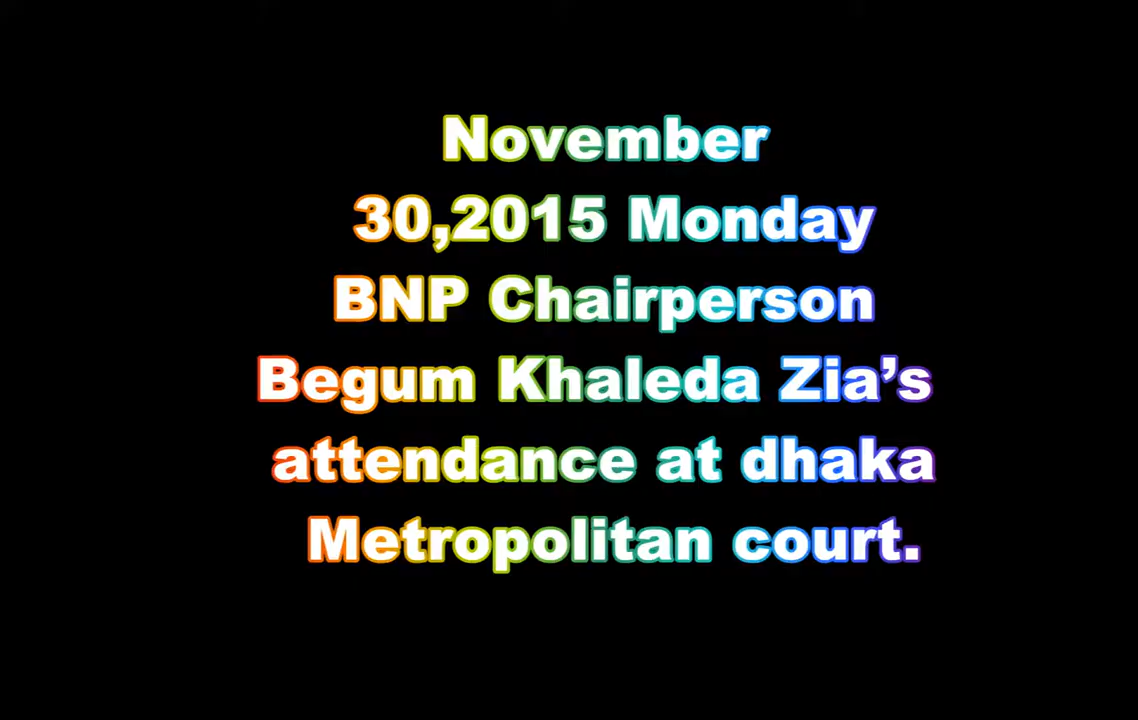 November
30,2015 Monday
BNP Chairperson
Begum Khaleda Zia’s
attendance at dhaka
Metropolitan court.